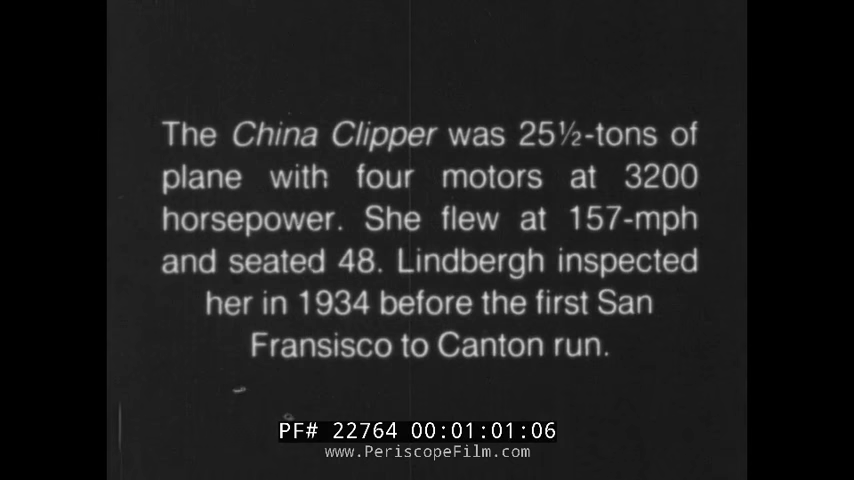 The China Clipper was 25½-tons of
plane with four motors at 3200
horsepower. She flew at 157-mph
and seated 48. Lindbergh inspected
her in 1934 before the first San
Fransisco to Canton run.
PF# 22764 00:01:01:06
www.PeriscopeFilm.com